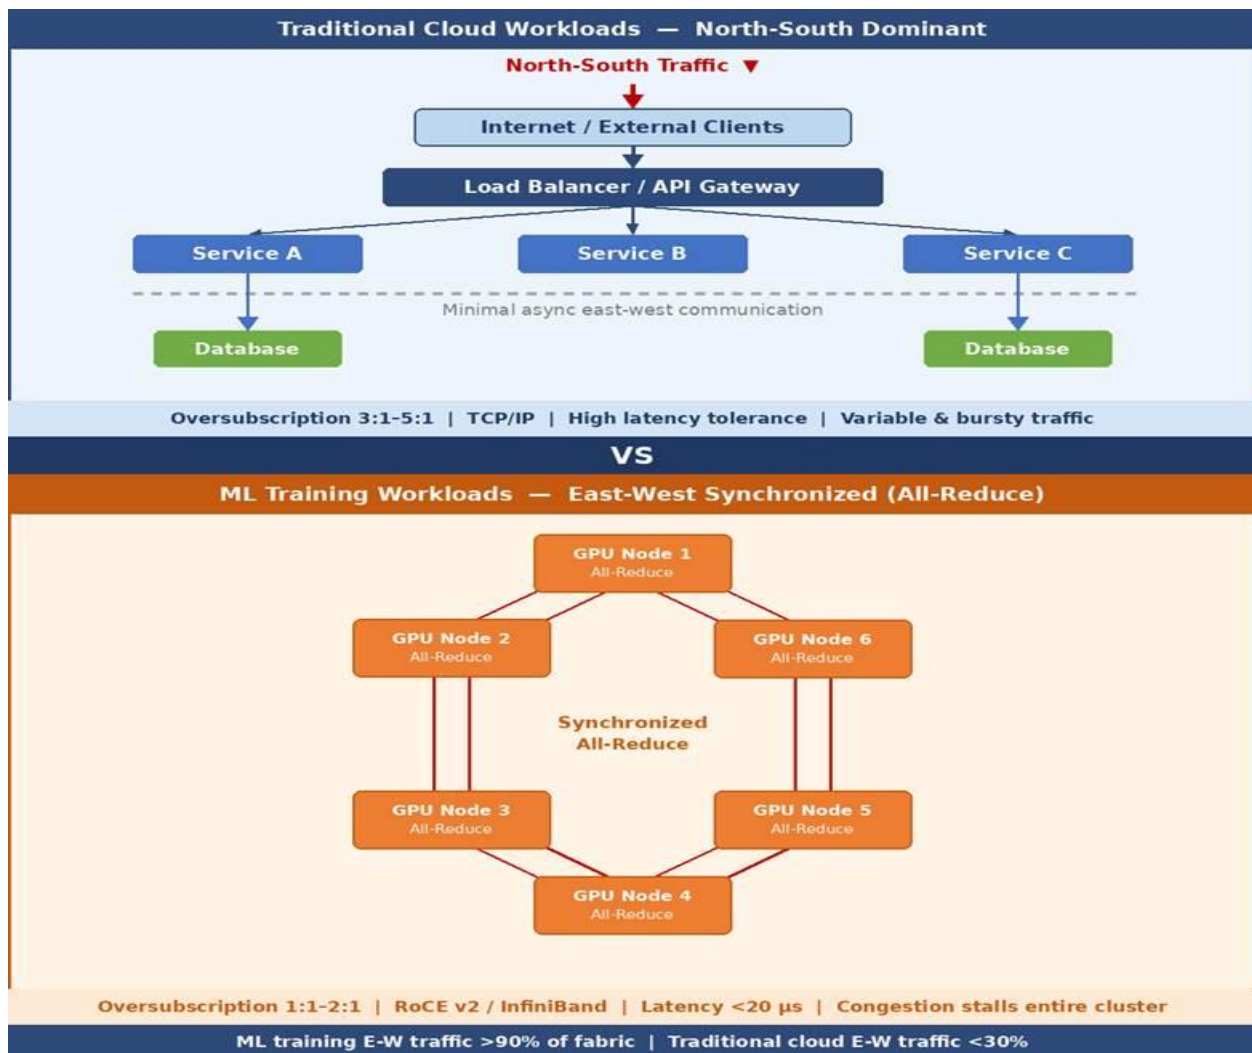 Traditional Cloud Workloads — North-South Dominant
North-South Traffic ▼
Internet / External Clients
Load Balancer / API Gateway
Service A
Service B
Service C
Minimal async east-west communication
Database
Database
Oversubscription 3:1–5:1 | TCP/IP | High latency tolerance | Variable & bursty traffic
VS
ML Training Workloads — East-West Synchronized (All-Reduce)
GPU Node 1
All-Reduce
GPU Node 2
All-Reduce
GPU Node 6
All-Reduce
Synchronized
All-Reduce
GPU Node 3
All-Reduce
GPU Node 5
All-Reduce
GPU Node 4
All-Reduce
Oversubscription 1:1–2:1 | RoCE v2 / InfiniBand | Latency <20 µs | Congestion stalls entire cluster
ML training E-W traffic >90% of fabric | Traditional cloud E-W traffic <30%